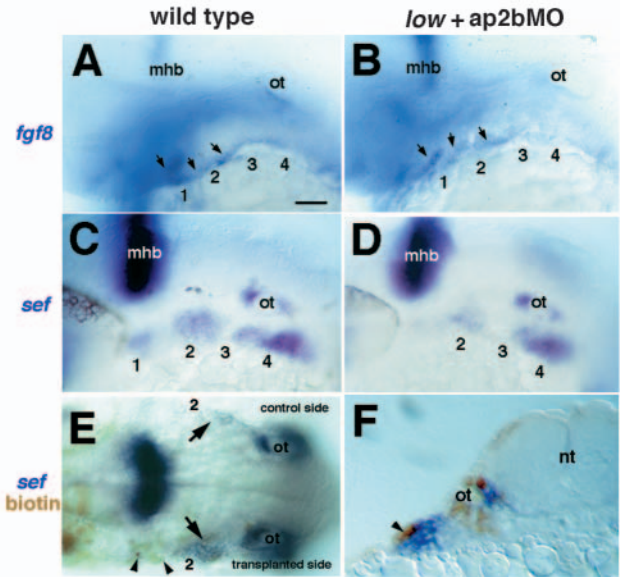 wild type
low + ap2bMO
A
mhb
ot
1
2
3
4
B
mhb
ot
1
2
3
4
fgf8
C
mhb
ot
1
2
3
4
D
mhb
ot
2
3
4
sef
E
2
control side
ot
ot
2
transplanted side
F
nt
ot
sef
biotin